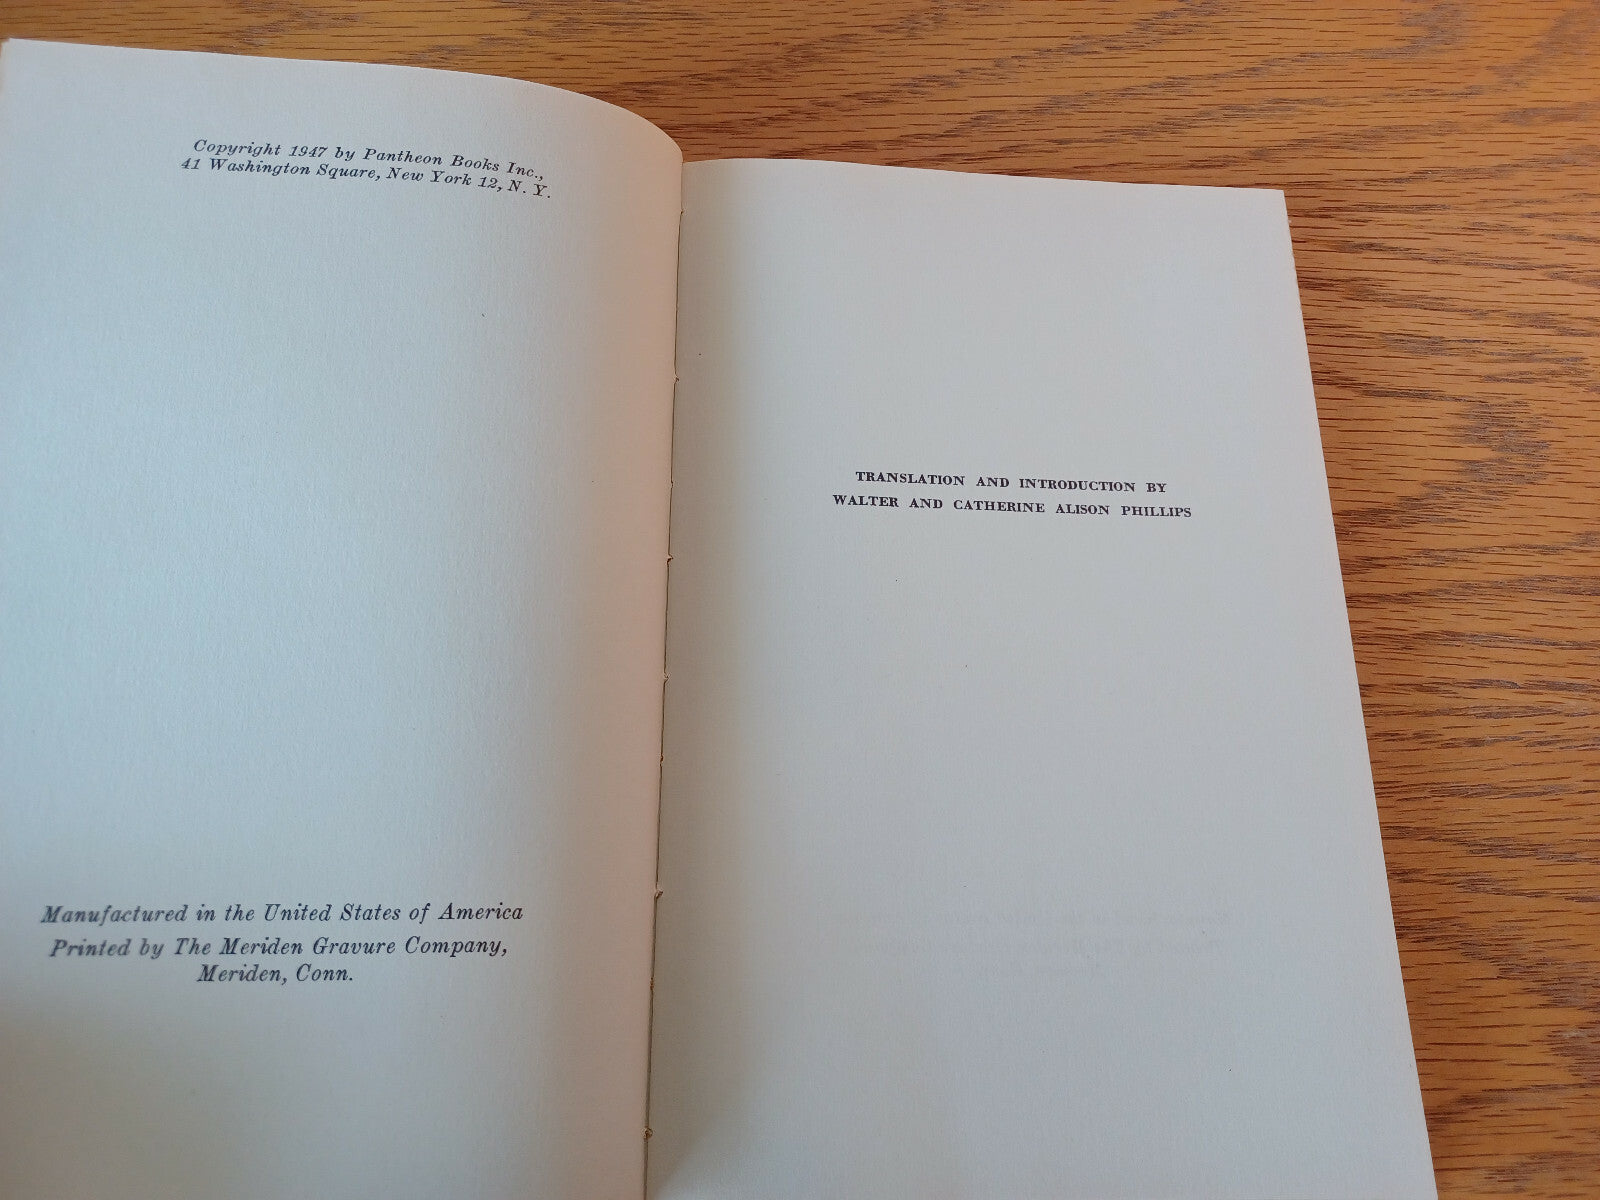 Copyright 1947 by Pantheon Books Inc.,
41 Washington Square, New York 12, N. Y.
Manufactured in the United States of America
Printed by The Meriden Gravure Company,
Meriden, Conn.
TRANSLATION AND INTRODUCTION BY
WALTER AND CATHERINE ALISON PHILLIPS